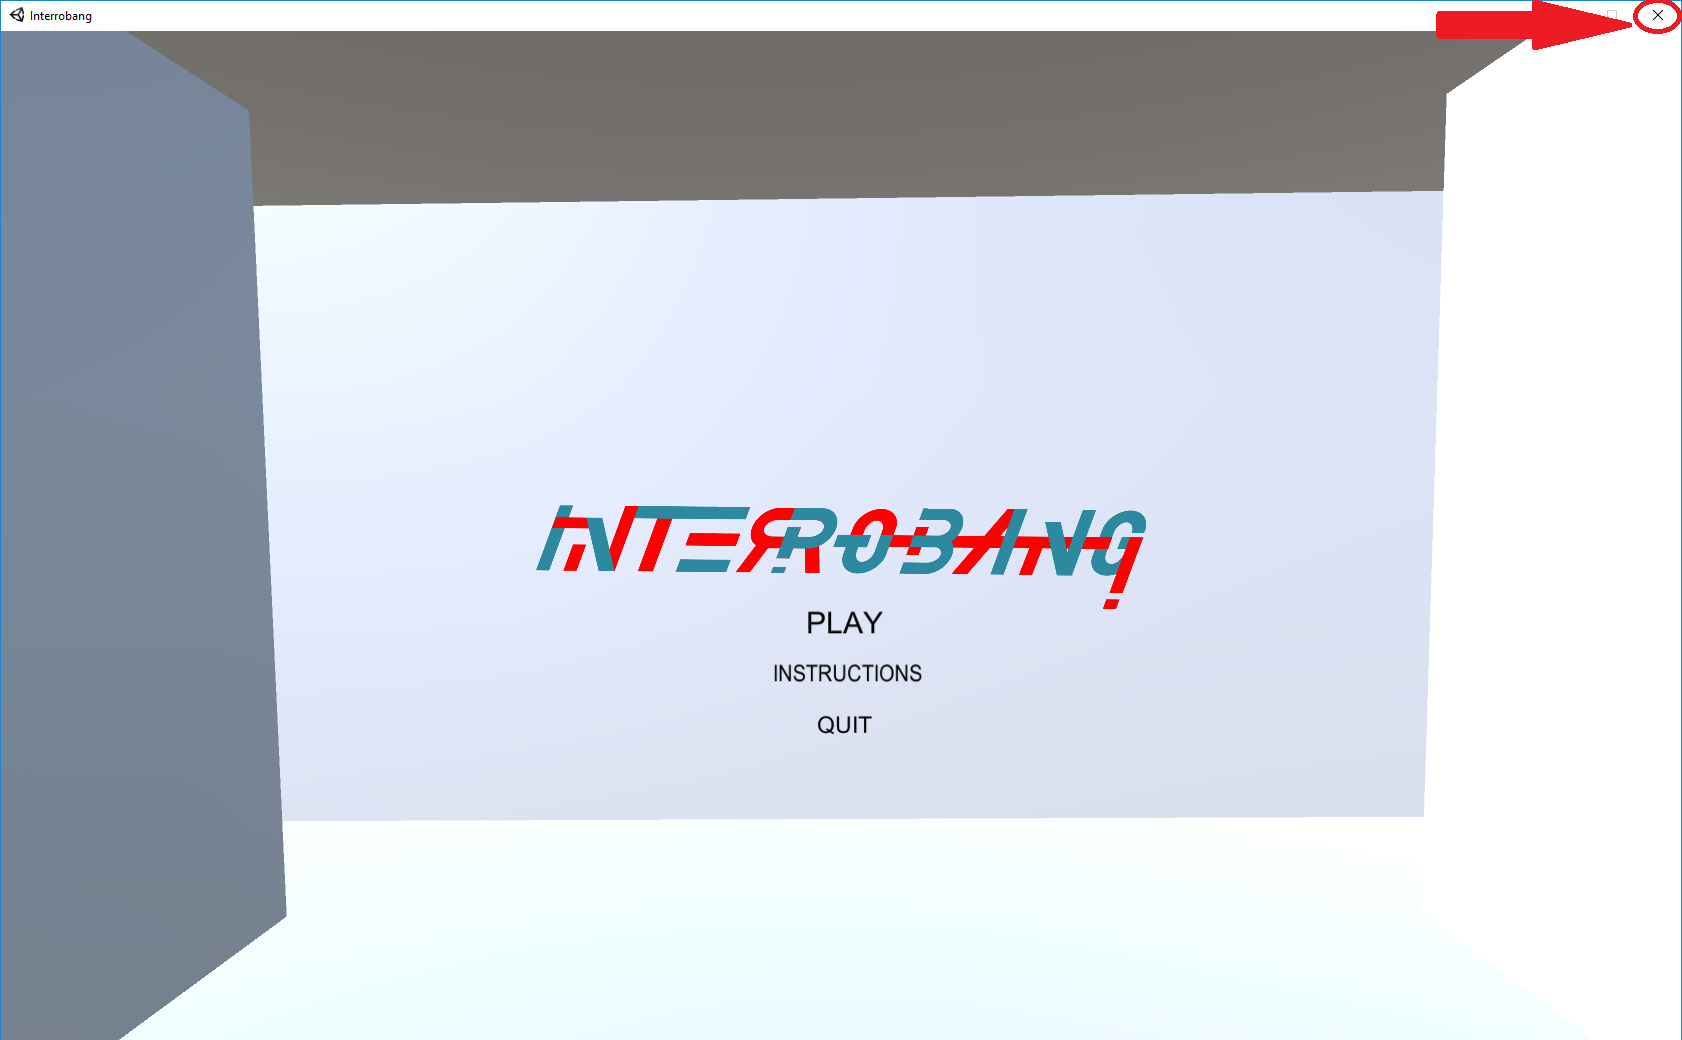 Interrobang
INTERROBANG
PLAY
INSTRUCTIONS
QUIT